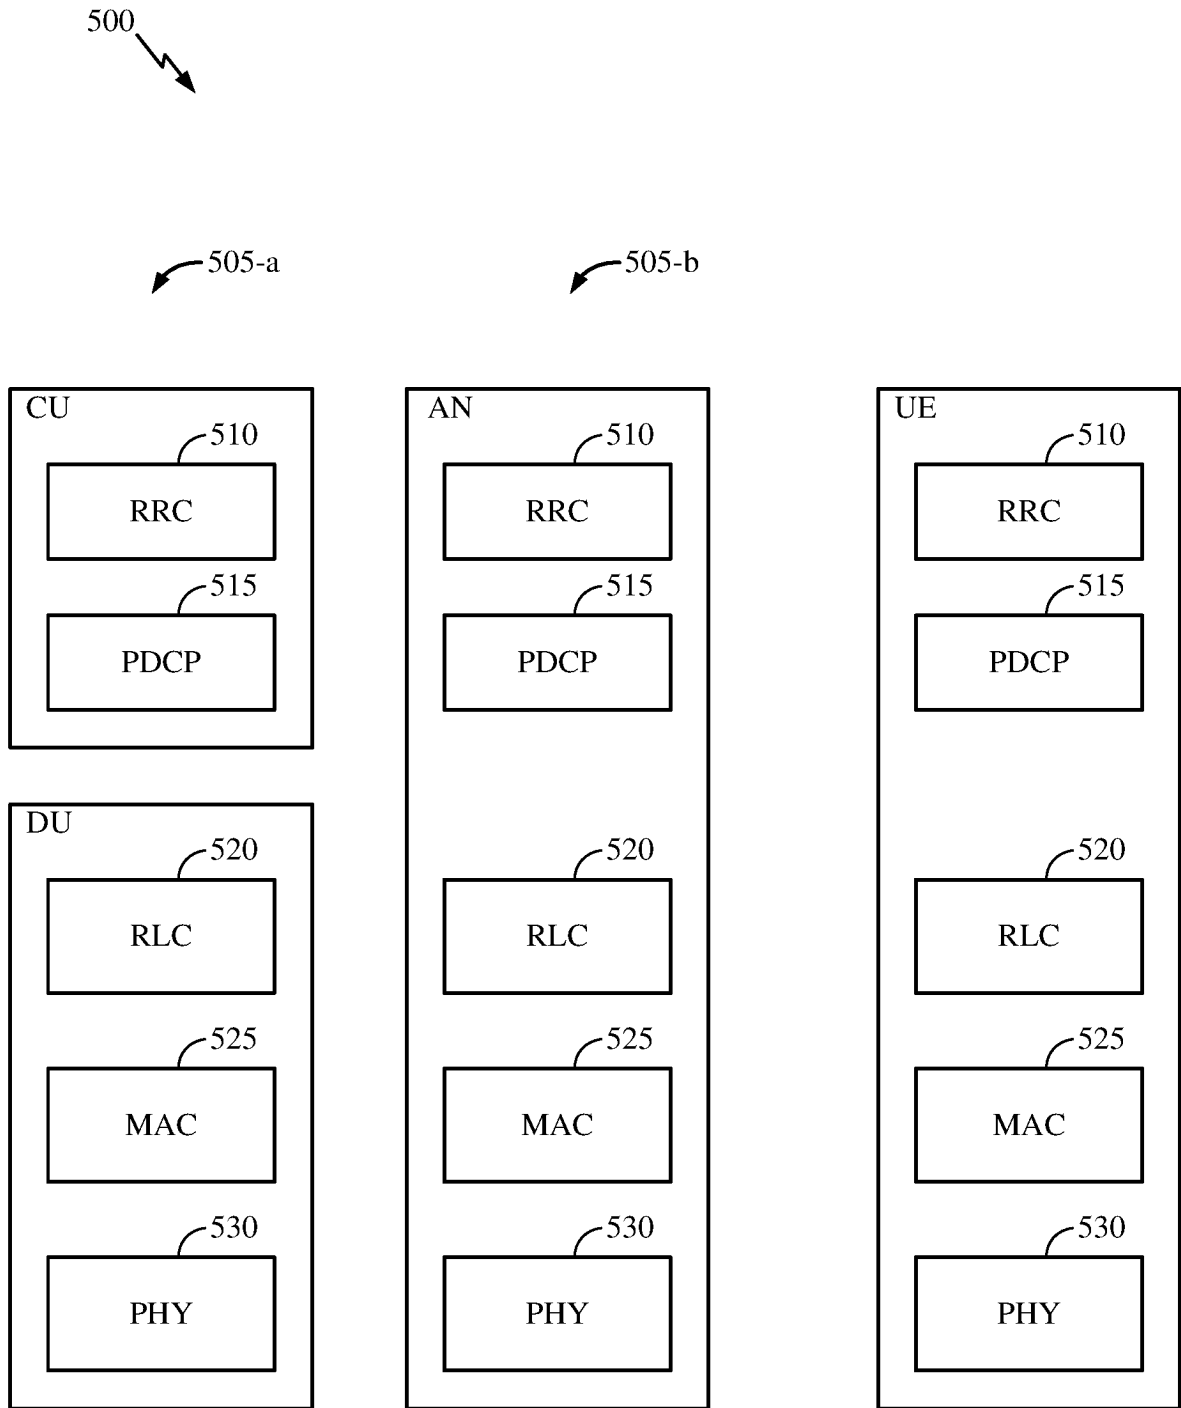 500
505-a 505-b
CU AN UE
510 510 510
RRC RRC RRC
515 515 515
PDCP PDCP PDCP
DU
520 520 520
RLC RLC RLC
525 525 525
MAC MAC MAC
530 530 530
PHY PHY PHY